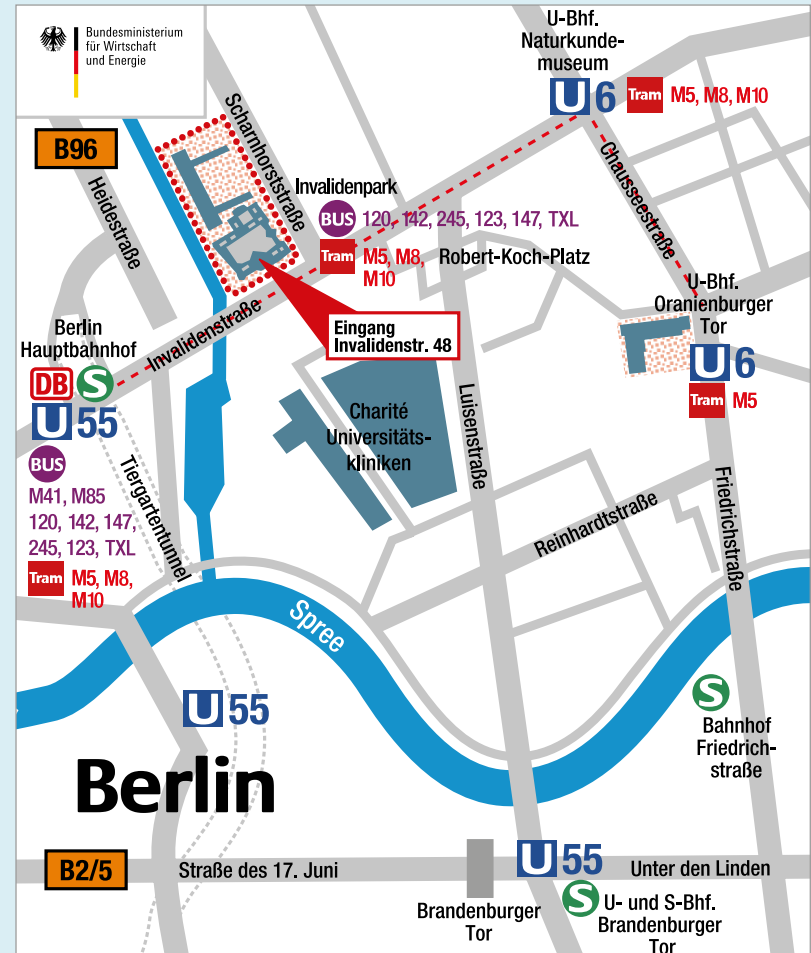 Bundesministerium
für Wirtschaft
und Energie
U-Bhf.
Naturkunde-
museum
U 6
Tram M5, M8, M10
B96
Heidestraße
Scharnhorststraße
Invalidenpark
BUS 120, 142, 245, 123, 147, TXL
Tram M5, M8,
M10
Robert-Koch-Platz
Chausseestraße
U-Bhf.
Oranienburger
Tor
U 6
Tram M5
Eingang
Invalidenstr. 48
Invalidenstraße
Berlin
Hauptbahnhof
DB S
U 55
BUS
M41, M85
120, 142, 147,
245, 123, TXL
Tram M5, M8,
M10
Tiergartentunnel
Charité
Universitäts-
kliniken
Luisenstraße
Reinhardtstraße
Friedrichstraße
Spree
U 55
S
Bahnhof
Friedrich-
straße
Berlin
B2/5
Straße des 17. Juni
U 55
Unter den Linden
Brandenburger
Tor
S U- und S-Bhf.
Brandenburger
Tor